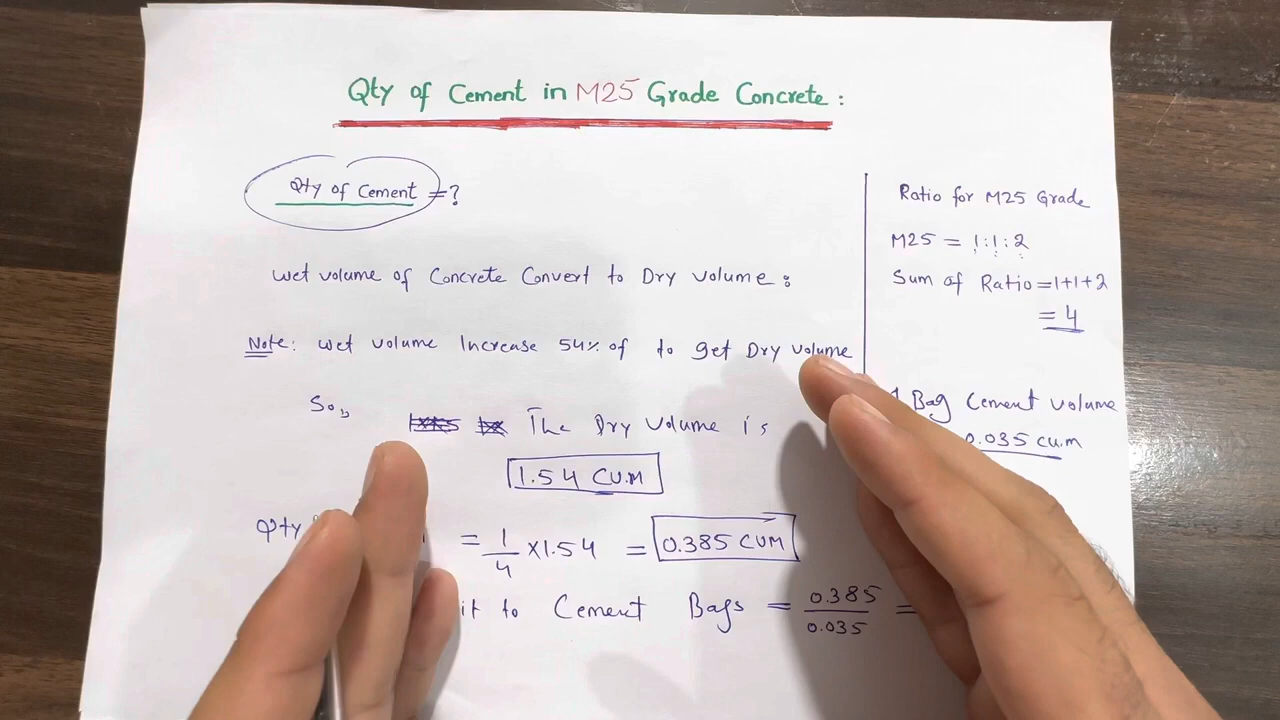 Qty of Cement in M25 Grade Concrete:
Qty of Cement = ?
Wet volume of Concrete Convert to Dry volume:
Note: Wet volume Increase 54% of to get Dry volume
So,,
The Dry Volume is
1.54 CU.M
Qty = 1/4 X1.54 = 0.385 CUM
it to Cement Bags = 0.385/0.035 =
Ratio for M25 Grade
M25 = 1:1:2
Sum of Ratio = 1+1+2
= 4
1 Bag Cement volume
0.035 cu.m